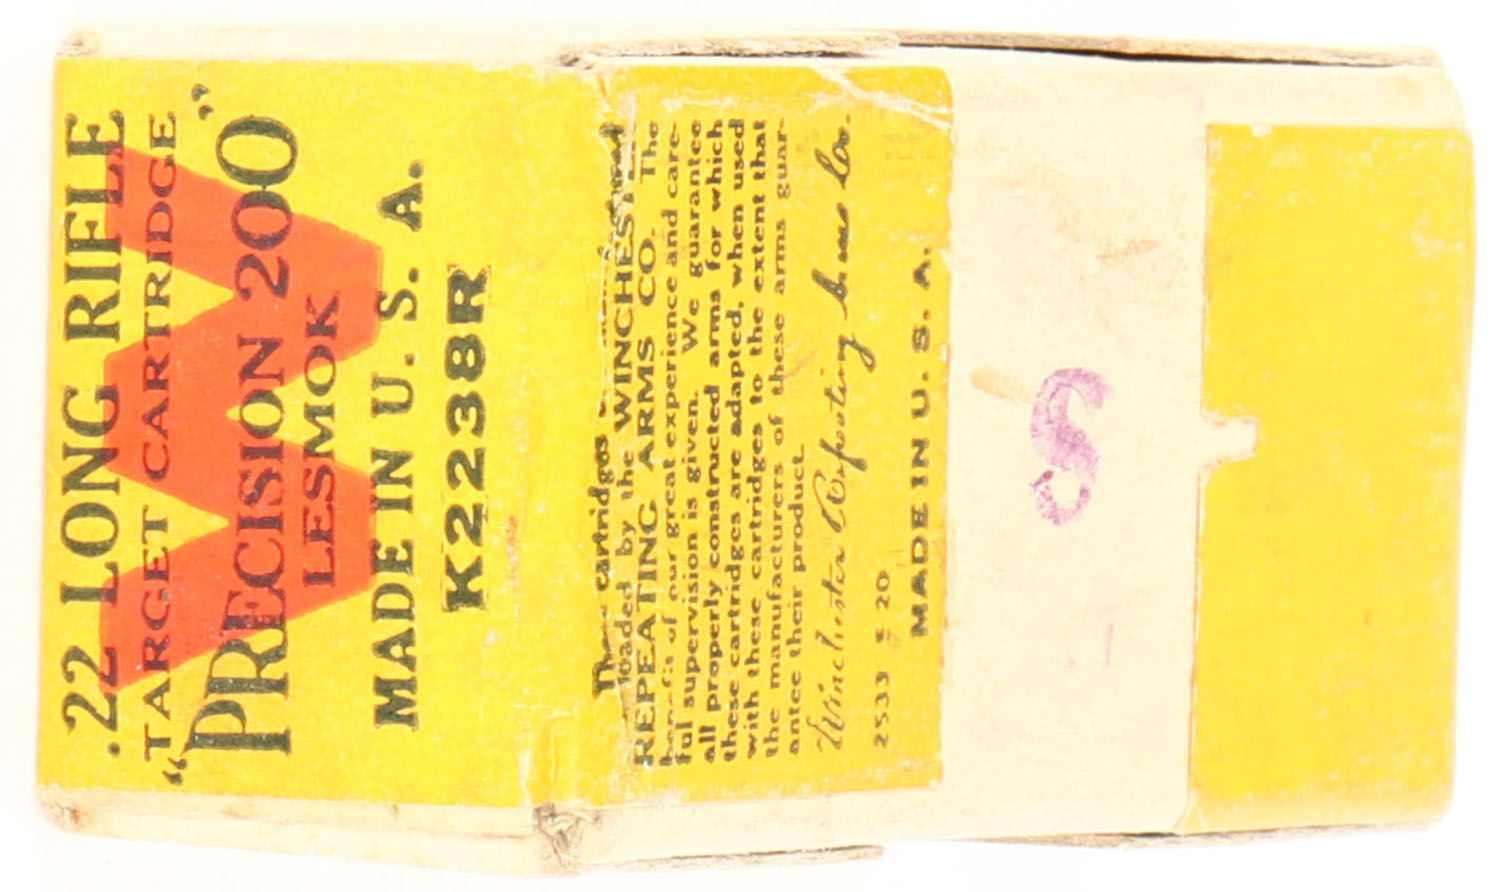 .22 LONG RIFLE
TARGET CARTRIDGE
"PRECISION 200"
LESMOK
MADE IN U. S. A.
K2238R
cartridges
loaded by the WINCHESTER
REPEATING ARMS CO. The
benefit of our great experience and care-
ful supervision is given. We guarantee
all properly constructed arms for which
these cartridges are adapted, when used
with these cartridges to the extent that
the manufacturers of these arms guar-
antee their product.
Winchester Repeating Arms Co.
2533 S 20
MADE IN U. S. A.